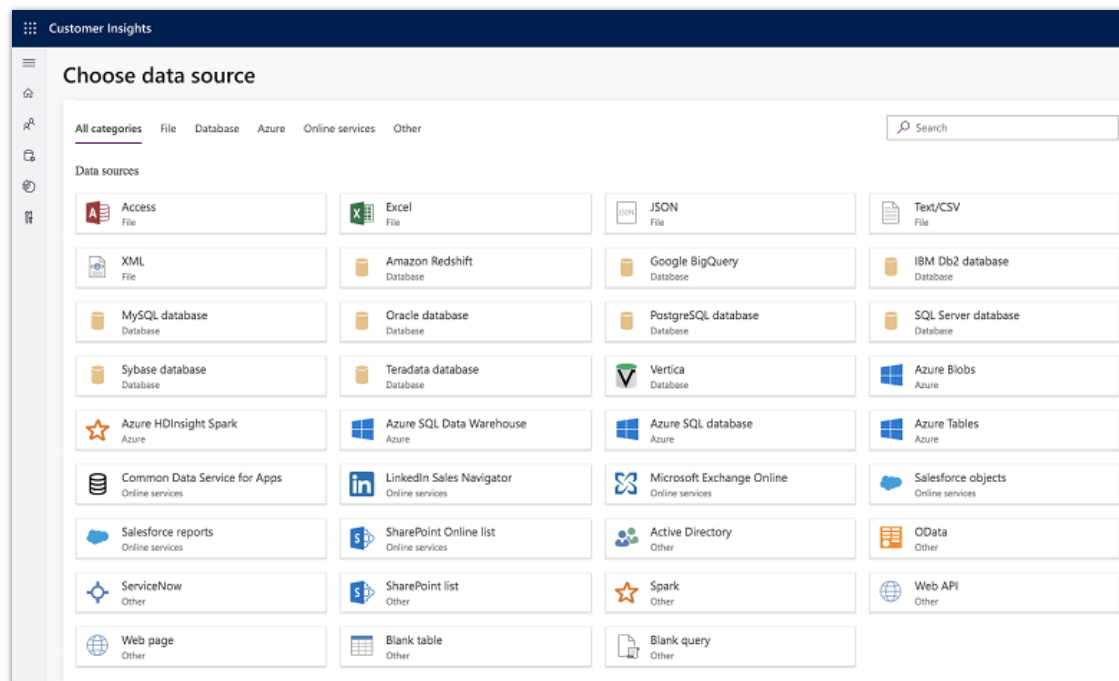 Customer Insights
Choose data source
All categories File Database Azure Online services Other
Search
Data sources
Access
File
Excel
File
JSON
JSON
File
Text/CSV
File
XML
File
Amazon Redshift
Database
Google BigQuery
Database
IBM Db2 database
Database
MySQL database
Database
Oracle database
Database
PostgreSQL database
Database
SQL Server database
Database
Sybase database
Database
Teradata database
Database
Vertica
Database
Azure Blobs
Azure
Azure HDInsight Spark
Azure
Azure SQL Data Warehouse
Azure
Azure SQL database
Azure
Azure Tables
Azure
Common Data Service for Apps
Online services
in
LinkedIn Sales Navigator
Online services
Microsoft Exchange Online
Online services
Salesforce objects
Online services
Salesforce reports
Online services
S
SharePoint Online list
Online services
Active Directory
Other
OData
Other
ServiceNow
Other
S
SharePoint list
Other
Spark
Other
Web API
Other
Web page
Other
Blank table
Other
Blank query
Other